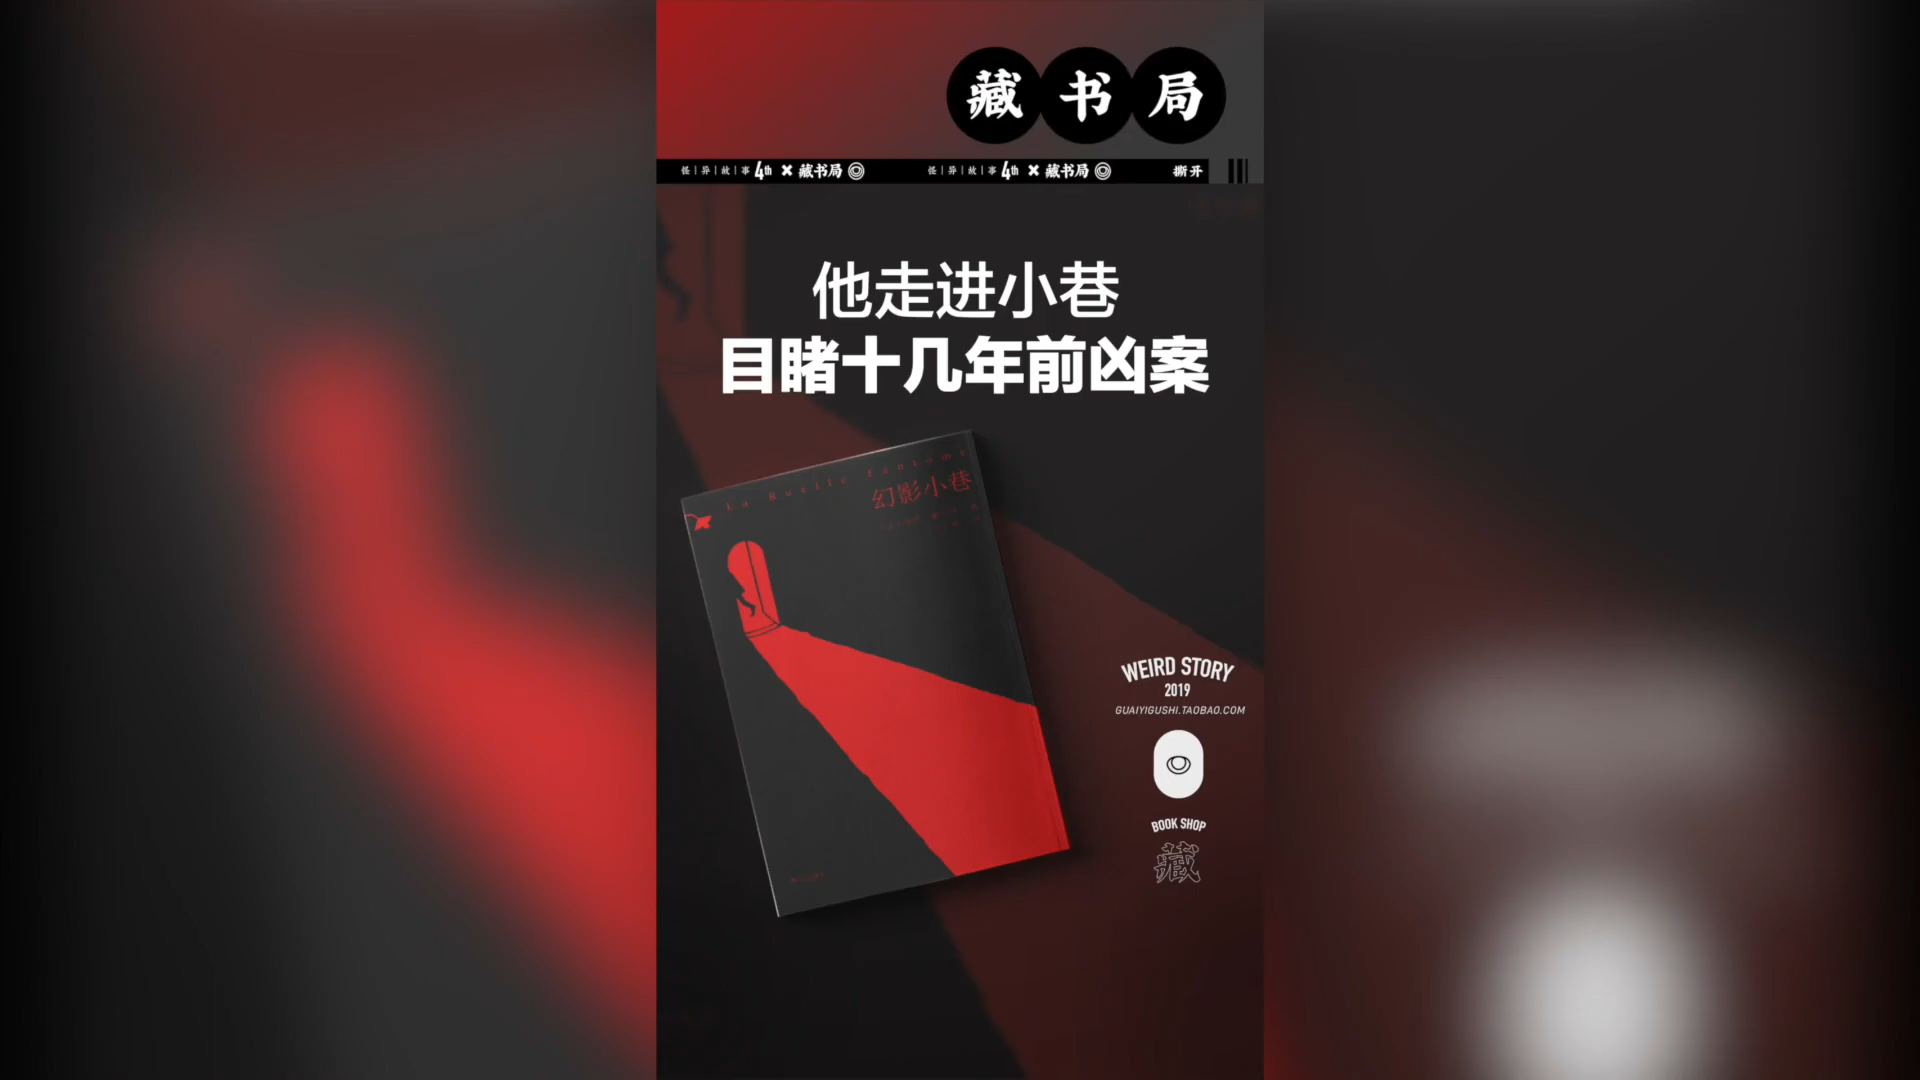 藏书局
怪|异|故|事 4th × 藏书局 怪|异|故|事 4th × 藏书局 撕开
他走进小巷
目睹十几年前凶案
La Ruelle Fantôme
幻影小巷
WEIRD STORY
2019
GUAIYIGUSHI.TAOBAO.COM
BOOK SHOP
藏